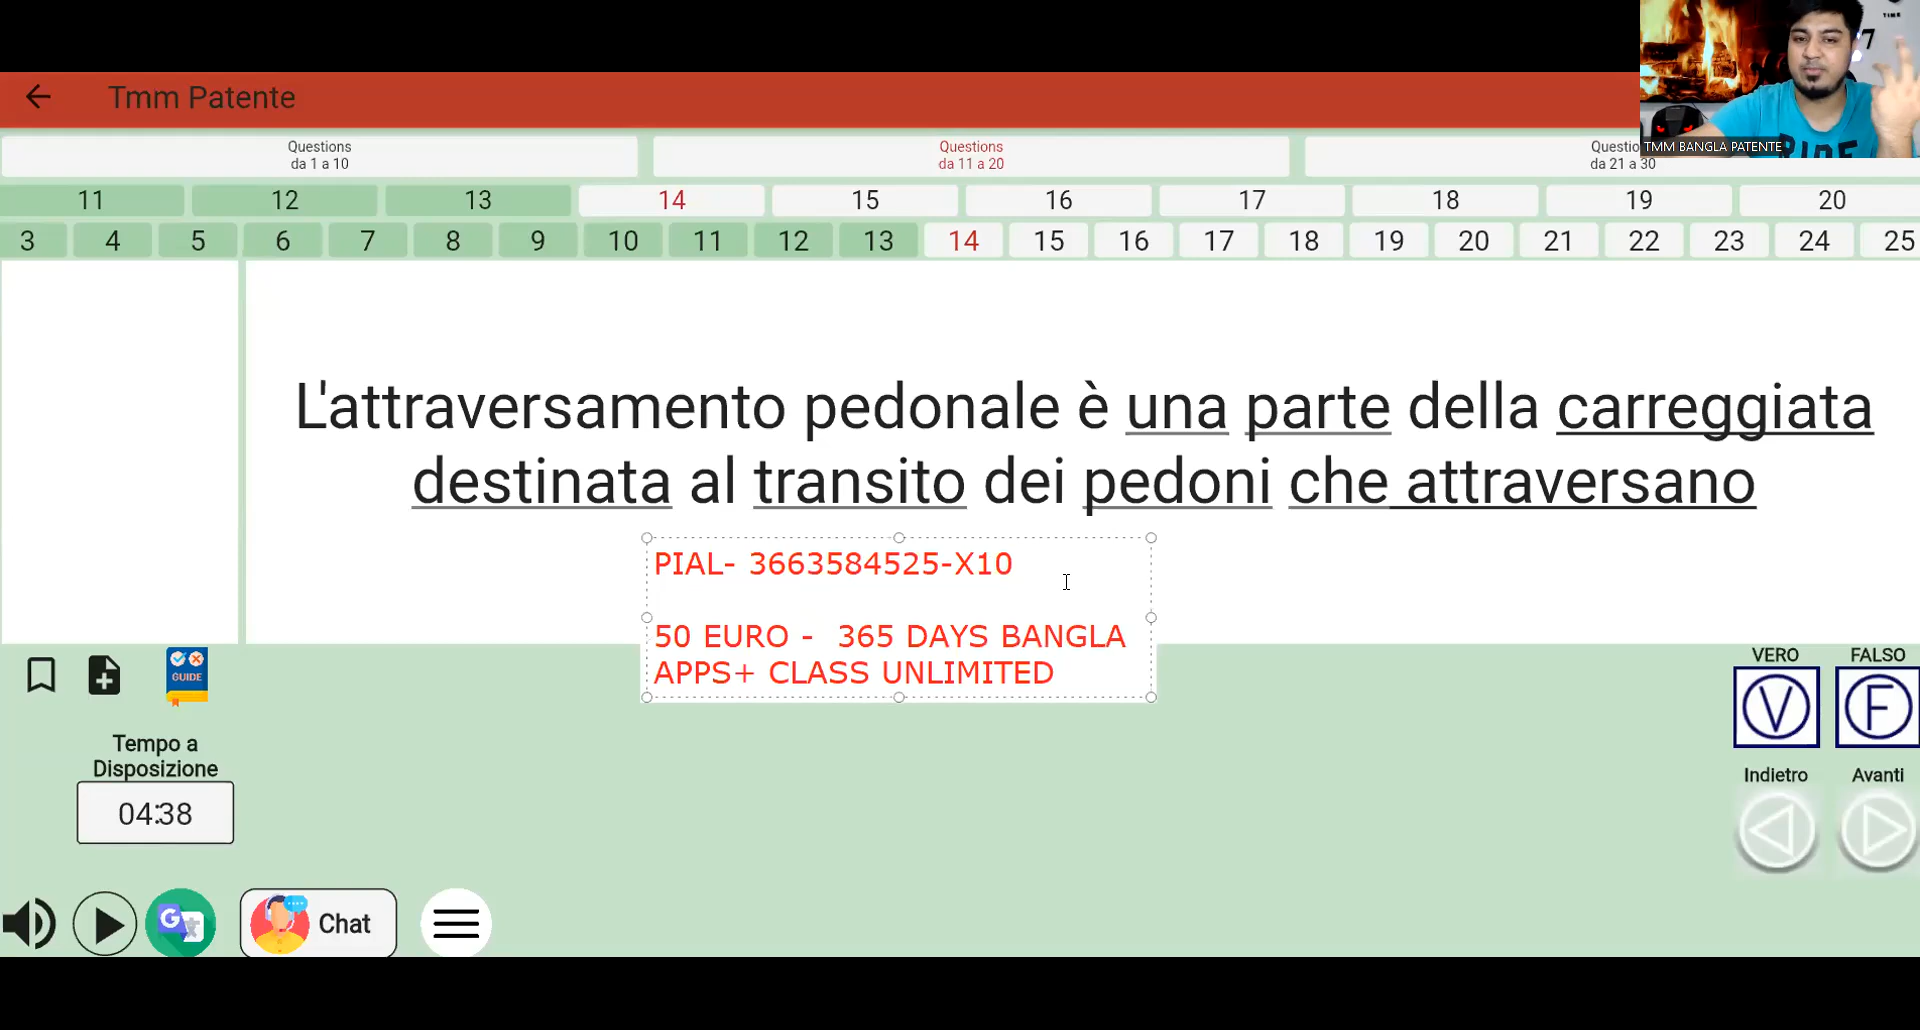 TIME
7
Tmm Patente
RIDE
TMM BANGLA PATENTE
Questions
da 1 a 10
Questions
da 11 a 20
Questio
da 21 a 30
11 12 13 14 15 16 17 18 19 20
3 4 5 6 7 8 9 10 11 12 13 14 15 16 17 18 19 20 21 22 23 24 25
L'attraversamento pedonale è una parte della carreggiata
destinata al transito dei pedoni che attraversano
PIAL- 3663584525-X10
50 EURO - 365 DAYS BANGLA
APPS+ CLASS UNLIMITED
GUIDE
VERO FALSO
V F
Tempo a
Disposizione
04:38
Indietro Avanti
G
Chat